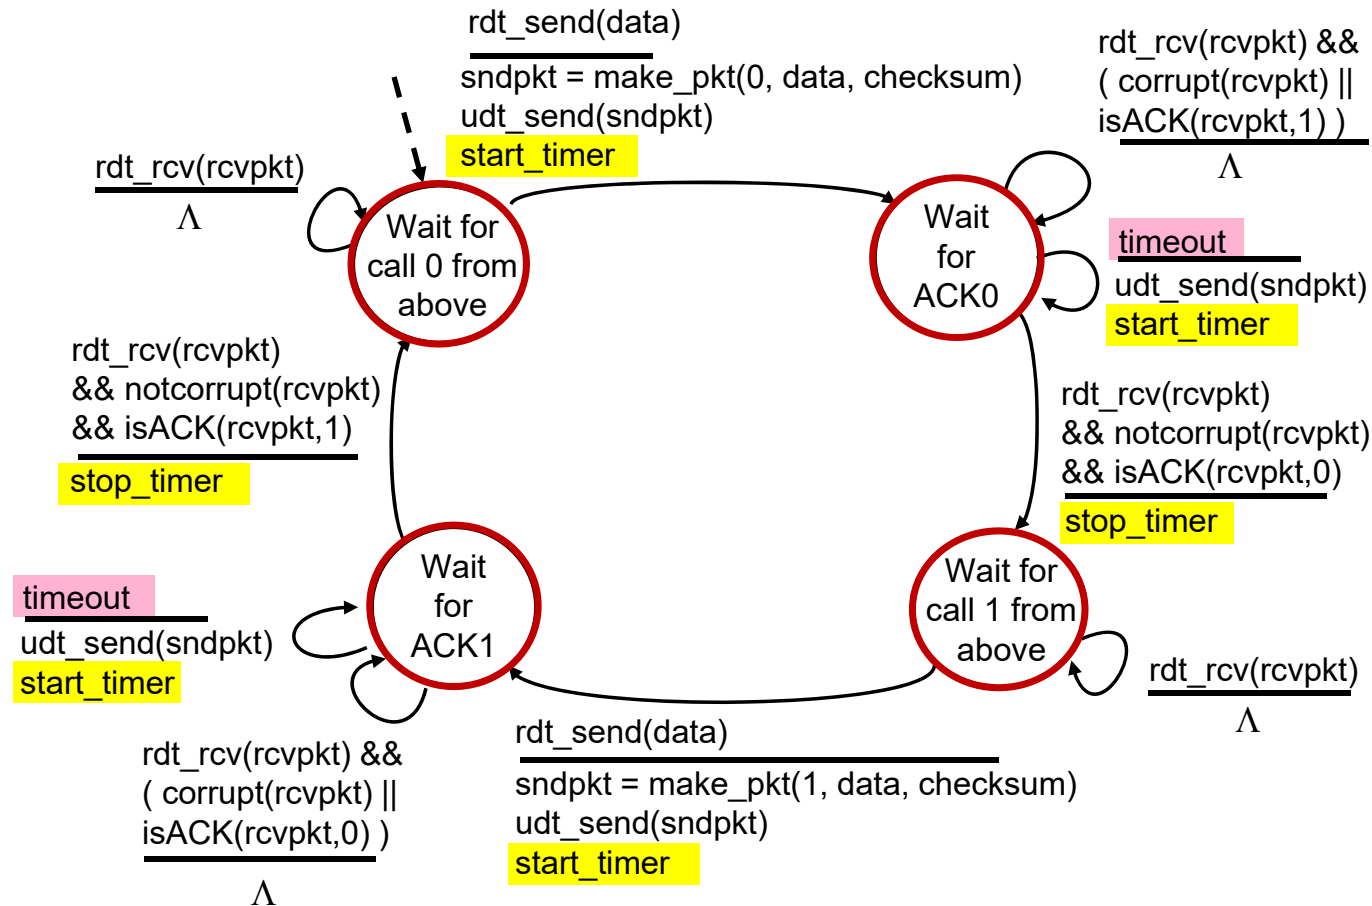 rdt_send(data)
sndpkt = make_pkt(0, data, checksum)
udt_send(sndpkt)
start_timer
rdt_rcv(rcvpkt) &&
( corrupt(rcvpkt) ||
isACK(rcvpkt,1) )
Λ
rdt_rcv(rcvpkt)
Λ
Wait for
call 0 from
above
Wait
for
ACK0
timeout
udt_send(sndpkt)
start_timer
rdt_rcv(rcvpkt)
&& notcorrupt(rcvpkt)
&& isACK(rcvpkt,1)
stop_timer
rdt_rcv(rcvpkt)
&& notcorrupt(rcvpkt)
&& isACK(rcvpkt,0)
stop_timer
Wait
for
ACK1
Wait for
call 1 from
above
timeout
udt_send(sndpkt)
start_timer
rdt_rcv(rcvpkt)
Λ
rdt_rcv(rcvpkt) &&
( corrupt(rcvpkt) ||
isACK(rcvpkt,0) )
Λ
rdt_send(data)
sndpkt = make_pkt(1, data, checksum)
udt_send(sndpkt)
start_timer